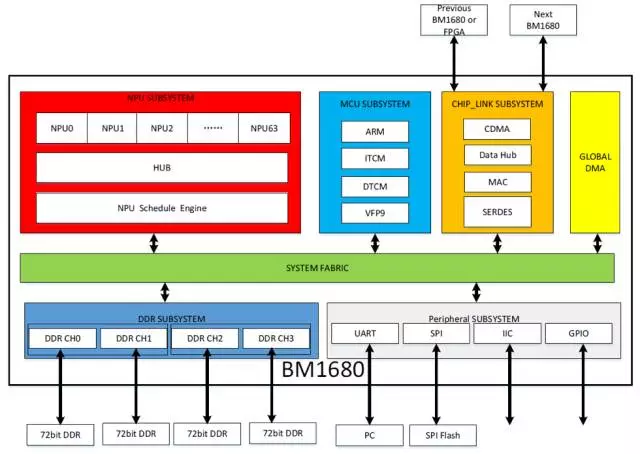 Previous
BM1680 or
FPGA
Next
BM1680
NPU SUBSYSTEM
NPU0 NPU1 NPU2 ...... NPU63
HUB
NPU Schedule Engine
MCU SUBSYSTEM
ARM
ITCM
DTCM
VFP9
CHIP_LINK SUBSYSTEM
CDMA
Data Hub
MAC
SERDES
GLOBAL
DMA
SYSTEM FABRIC
DDR SUBSYSTEM
DDR CH0 DDR CH1 DDR CH2 DDR CH3
Peripheral SUBSYSTEM
UART SPI IIC GPIO
BM1680
72bit DDR 72bit DDR 72bit DDR 72bit DDR PC SPI Flash